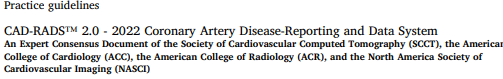 Practice guidelines
CAD-RADS™ 2.0 - 2022 Coronary Artery Disease-Reporting and Data System
An Expert Consensus Document of the Society of Cardiovascular Computed Tomography (SCCT), the American
College of Cardiology (ACC), the American College of Radiology (ACR), and the North America Society of
Cardiovascular Imaging (NASCI)